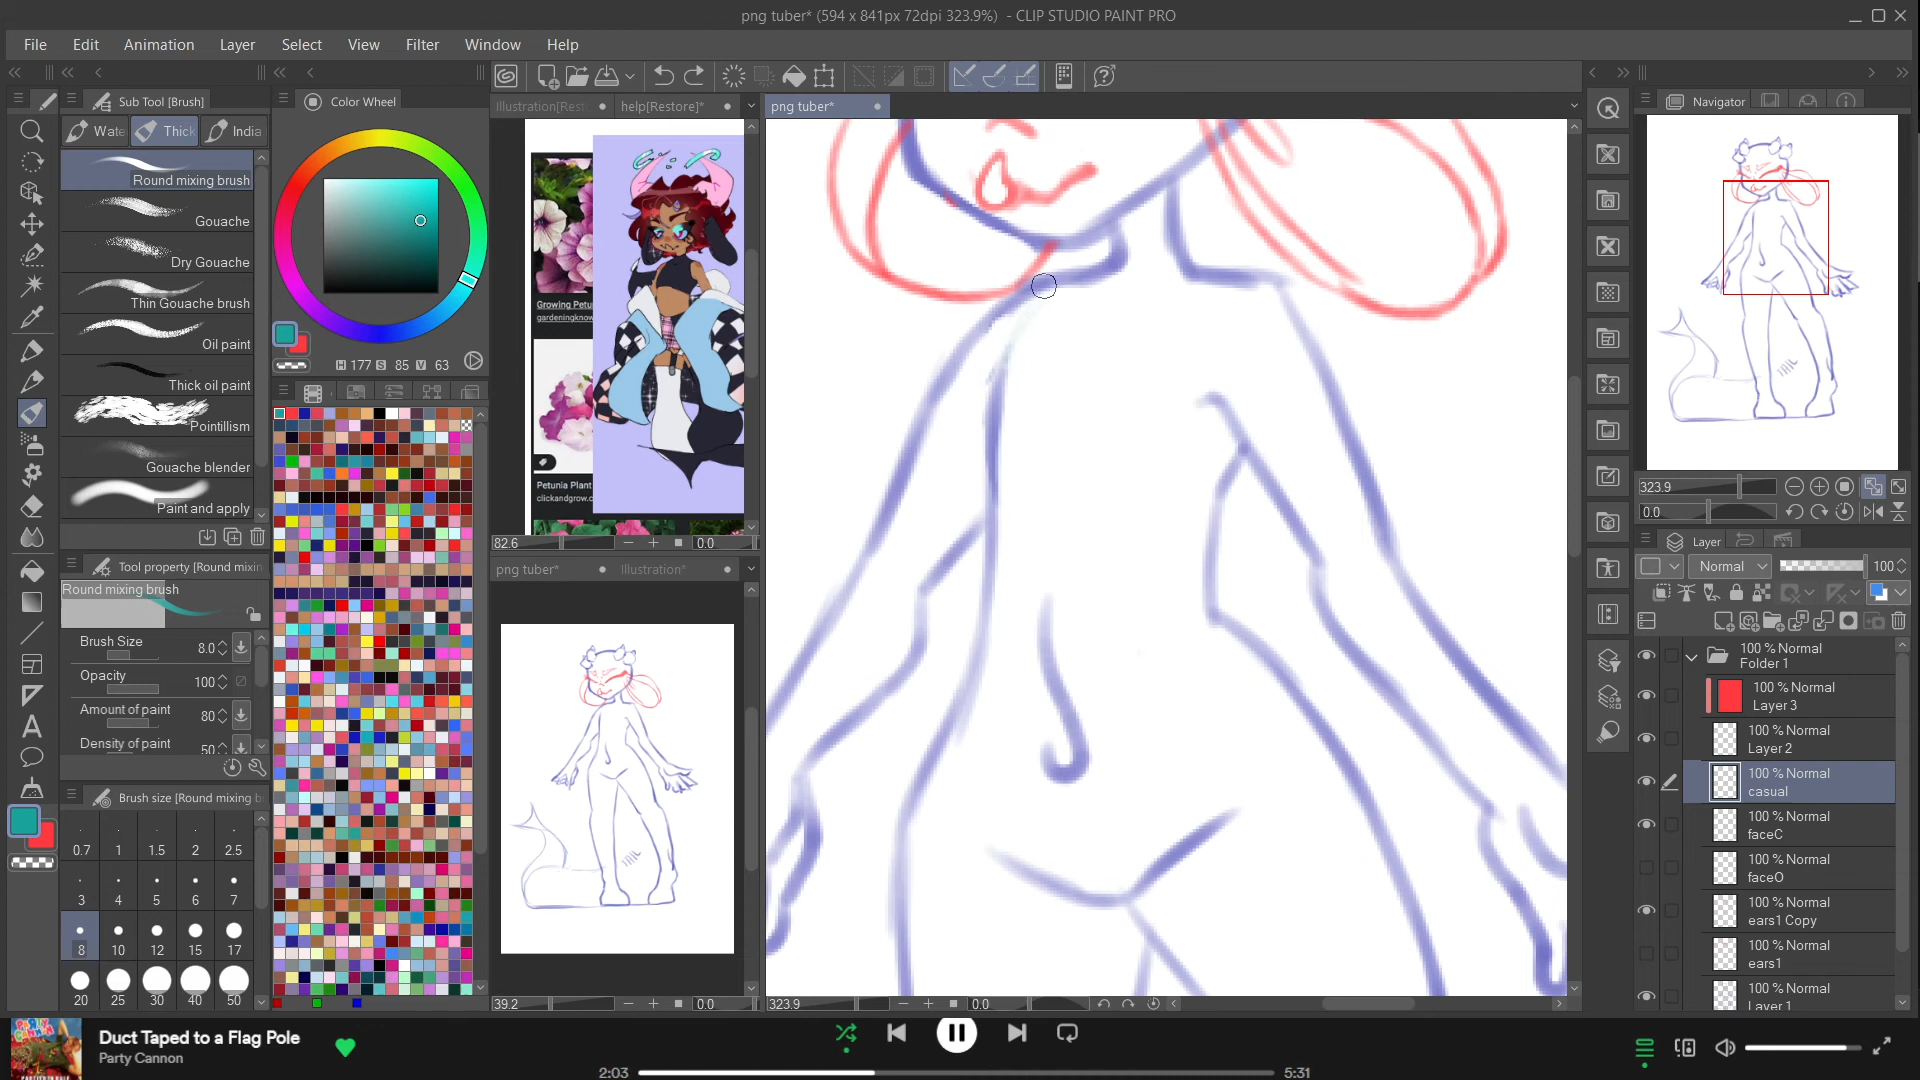 png tuber* (594 x 841px 72dpi 323.9%) - CLIP STUDIO PAINT PRO
File Edit Animation Layer Select View Filter Window Help
Sub Tool [Brush]
Thick
India
Round mixing brush
Gouache
Dry Gouache
Thin Gouache brush
Oil paint
Thick oil paint
Pointillism
Gouache blender
Paint and apply
Tool property [Round mixin
Round mixing brush
Brush Size 8.0
Opacity 100
Amount of paint 80
Density of paint 50
Brush size [Round mixing b
0.7 1 1.5 2 2.5
3 4 5 6 7
8 10 12 15 17
20 25 30 40 50
Color Wheel
H 177 S 85 V 63
Illustration[Rest help[Restore]*
Growing Petu
gardeningknow
Petunia Plant
clickandgrow.c
82.6 0.0
png tuber* Illustration*
39.2 0.0
png tuber*
323.9 0.0
Navigator
323.9
0.0
Layer
Normal 100
100 % Normal
Folder 1
100 % Normal
Layer 3
100 % Normal
Layer 2
100 % Normal
casual
100 % Normal
faceC
100 % Normal
faceO
100 % Normal
ears1 Copy
100 % Normal
ears1
100 % Normal
Layer 1
Duct Taped to a Flag Pole
Party Cannon
2:03 5:31